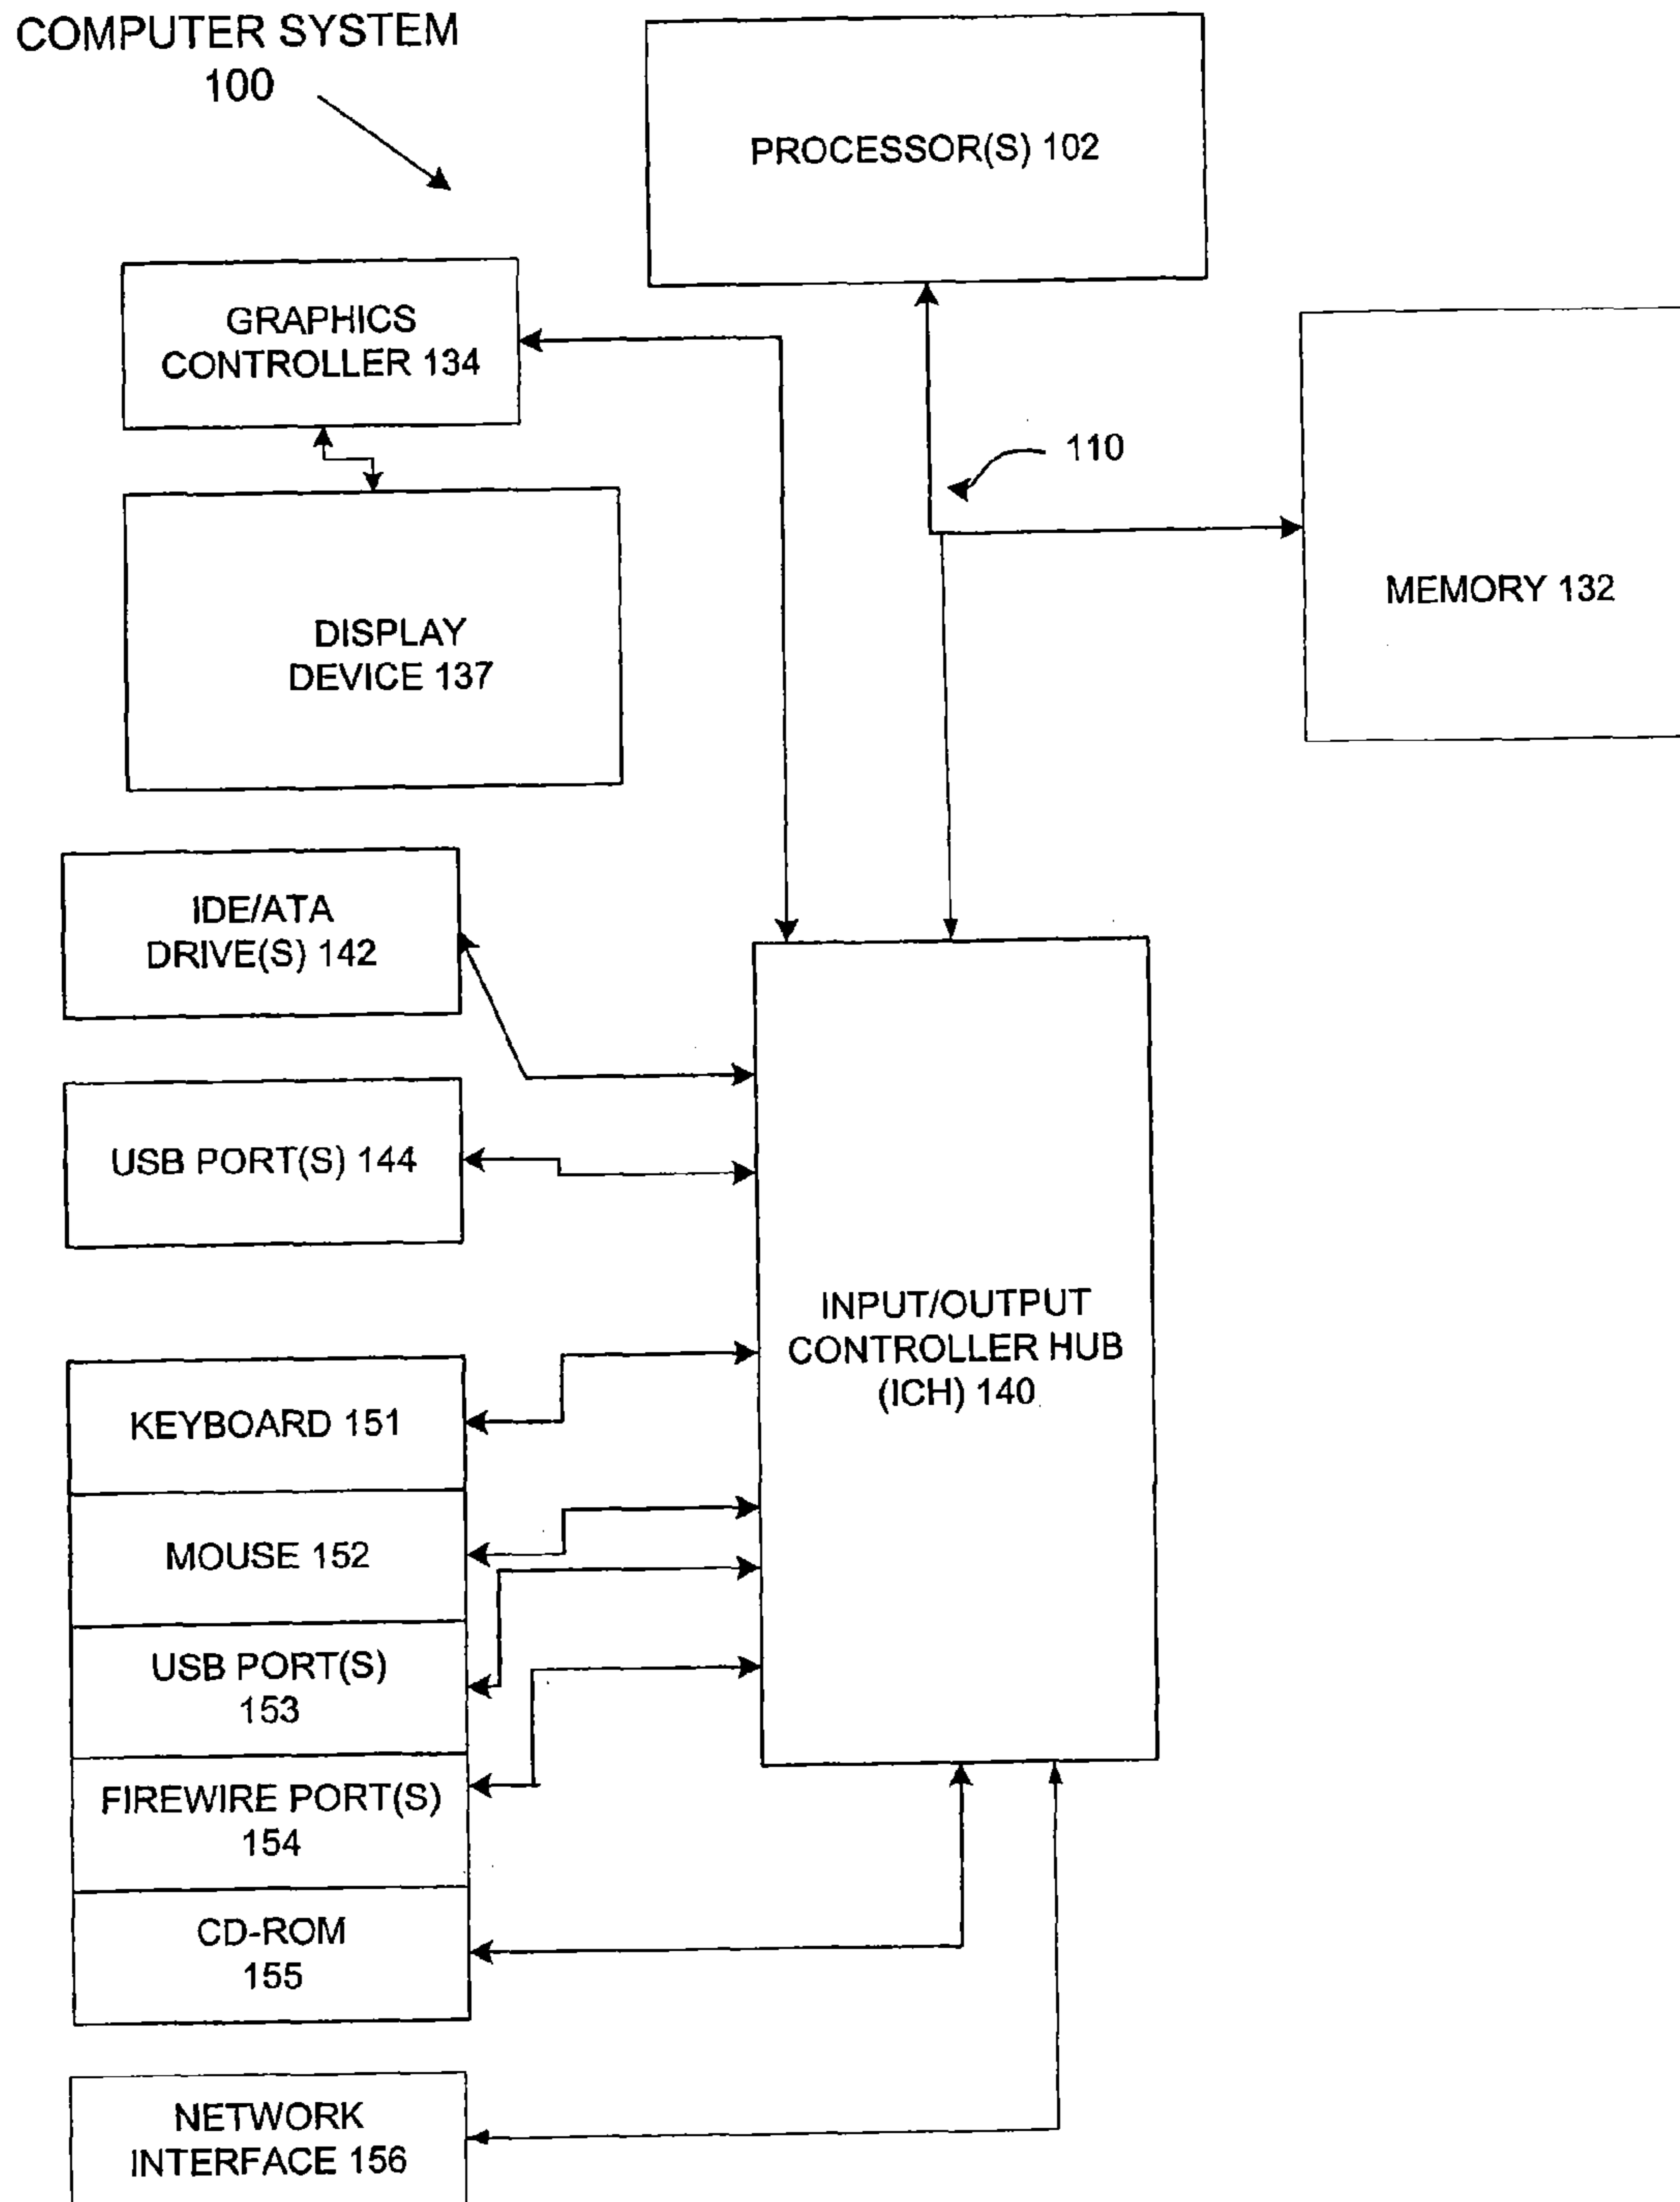 COMPUTER SYSTEM
100
PROCESSOR(S) 102
GRAPHICS
CONTROLLER 134
110
MEMORY 132
DISPLAY
DEVICE 137
IDE/ATA
DRIVE(S) 142
USB PORT(S) 144
INPUT/OUTPUT
CONTROLLER HUB
(ICH) 140
KEYBOARD 151
MOUSE 152
USB PORT(S)
153
FIREWIRE PORT(S)
154
CD-ROM
155
NETWORK
INTERFACE 156